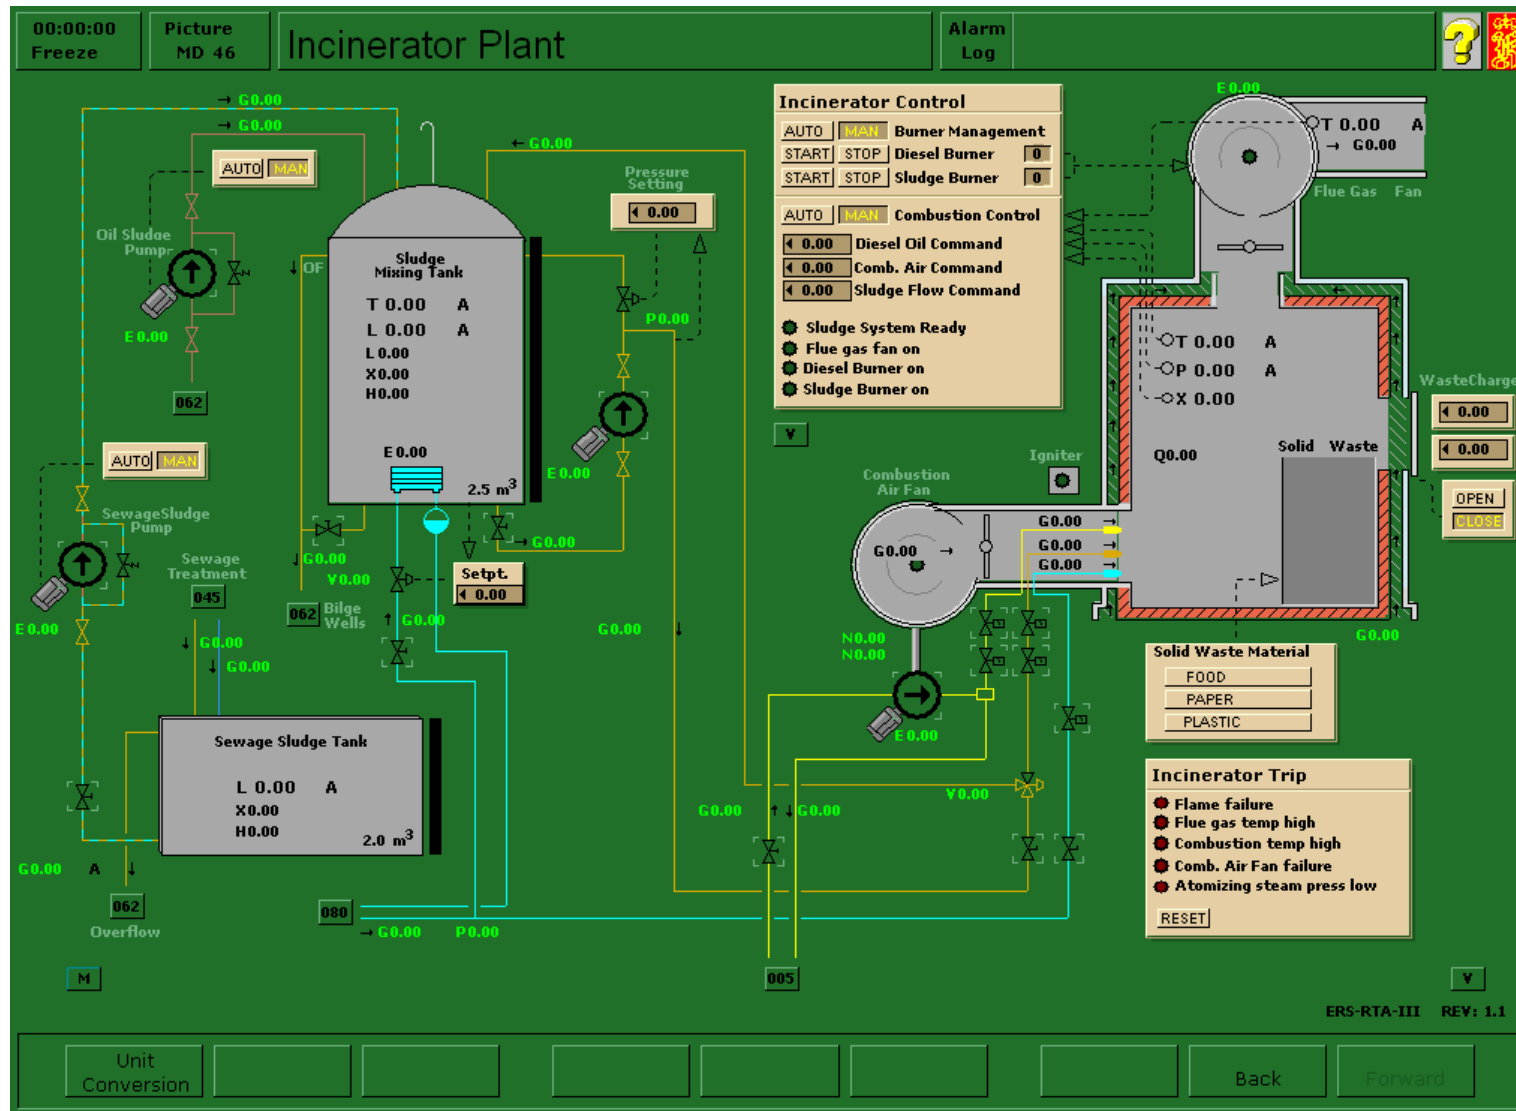 00:00:00
Freeze
Picture
MD 46
Incinerator Plant
Alarm
Log
?
→ G0.00
→ G0.00
← G0.00
AUTO MAN
Oil Sludge
Pump
E0.00
062
↓ OF
Sludge
Mixing Tank
T 0.00 A
L 0.00 A
L0.00
X0.00
H0.00
E0.00
2.5 m³
Pressure
Setting
0.00
P0.00
E0.00
→ G0.00
G0.00
V0.00
Setpt.
0.00
062 Bilge
Wells
↑ G0.00
G0.00
AUTO MAN
SewageSludge
Pump
E0.00
Sewage
Treatment
045
↓ G0.00
↓ G0.00
Sewage Sludge Tank
L 0.00 A
X0.00
H0.00
2.0 m³
G0.00 A ↓
062
Overflow
080
→ G0.00
P0.00
M
Incinerator Control
AUTO MAN Burner Management
START STOP Diesel Burner 0
START STOP Sludge Burner 0
AUTO MAN Combustion Control
0.00 Diesel Oil Command
0.00 Comb. Air Command
0.00 Sludge Flow Command
Sludge System Ready
Flue gas fan on
Diesel Burner on
Sludge Burner on
V
E0.00
T 0.00 A
→ G0.00
Flue Gas Fan
T 0.00 A
P 0.00 A
X 0.00
Q0.00
Solid Waste
WasteCharge
0.00
0.00
OPEN
CLOSE
Igniter
Combustion
Air Fan
G0.00 →
G0.00 →
G0.00 →
G0.00 →
N0.00
N0.00
E0.00
G0.00
V0.00
G0.00 ↑ ↓ G0.00
005
Solid Waste Material
FOOD
PAPER
PLASTIC
Incinerator Trip
Flame failure
Flue gas temp high
Combustion temp high
Comb. Air Fan failure
Atomizing steam press low
RESET
V
ERS-RTA-III REV: 1.1
Unit
Conversion
Back
Forward